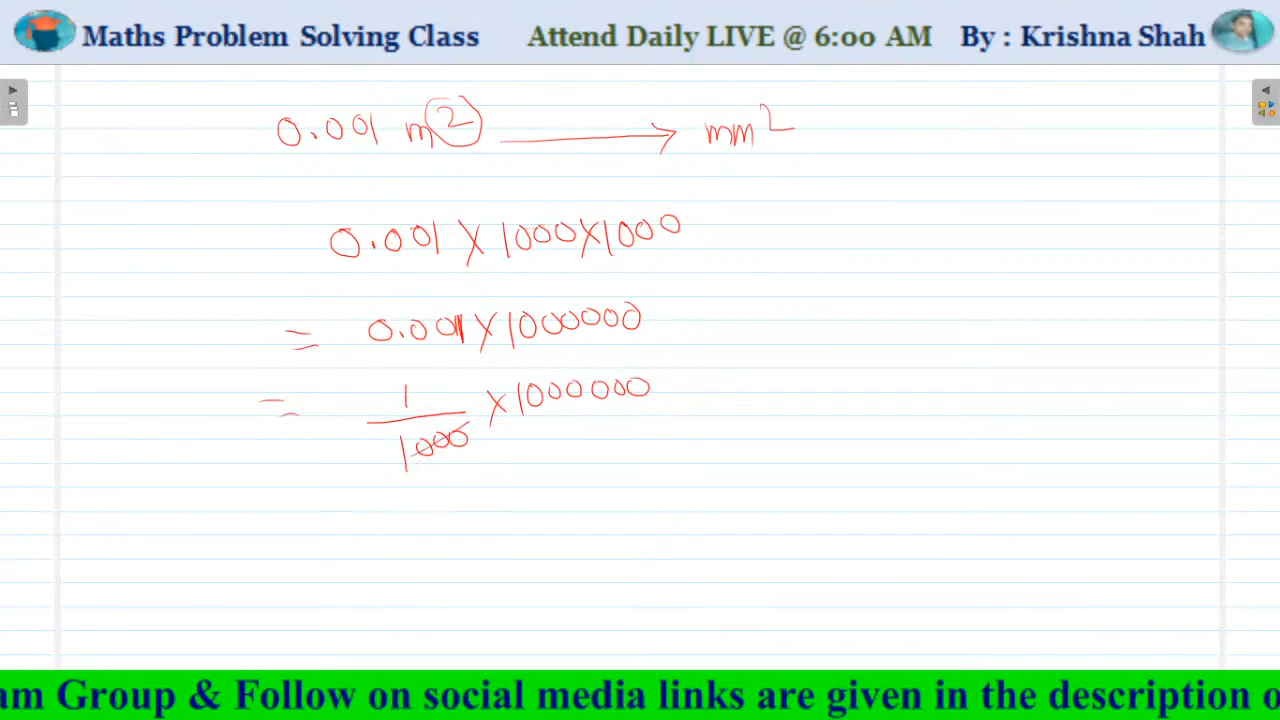 Maths Problem Solving Class Attend Daily LIVE @ 6:00 AM By : Krishna Shah
0.001 m² → mm²
0.001 × 1000 × 1000
= 0.001 × 1000000
= 1/1000 × 1000000
am Group & Follow on social media links are given in the description o